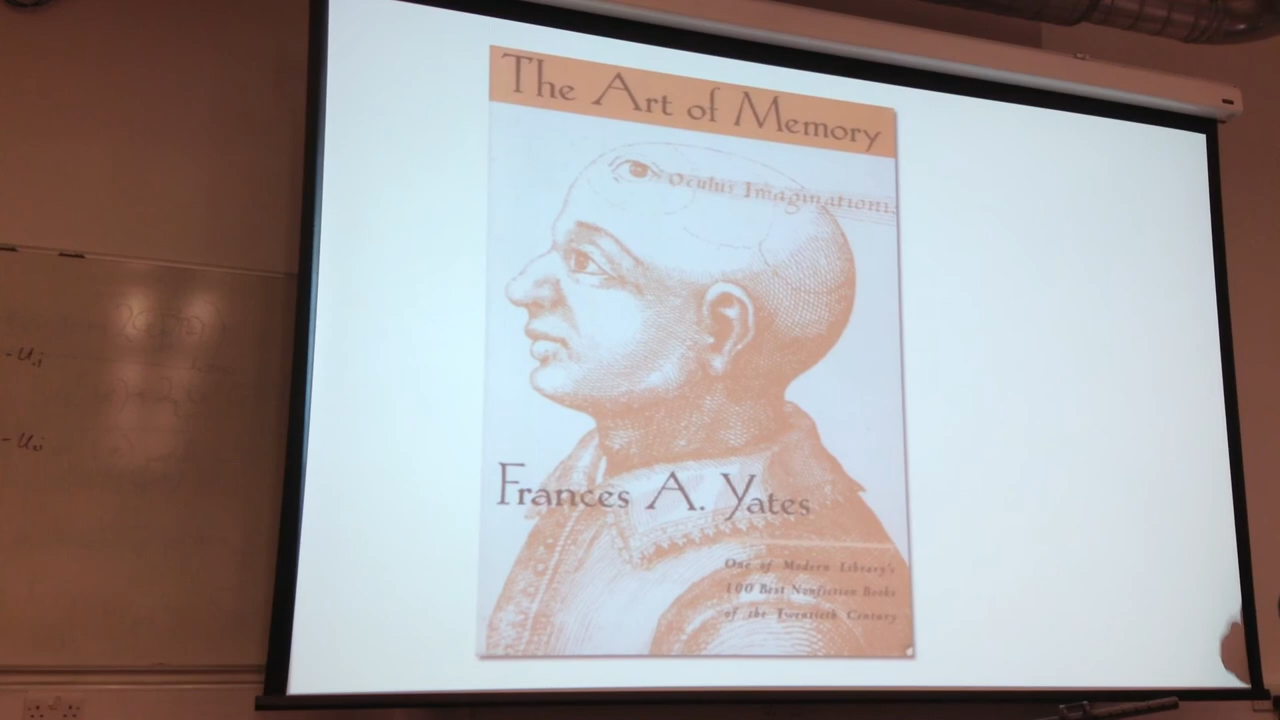 The Art of Memory
Oculus Imaginationis
Frances A. Yates
One of Modern Library's
100 Best Nonfiction Books
of the Twentieth Century